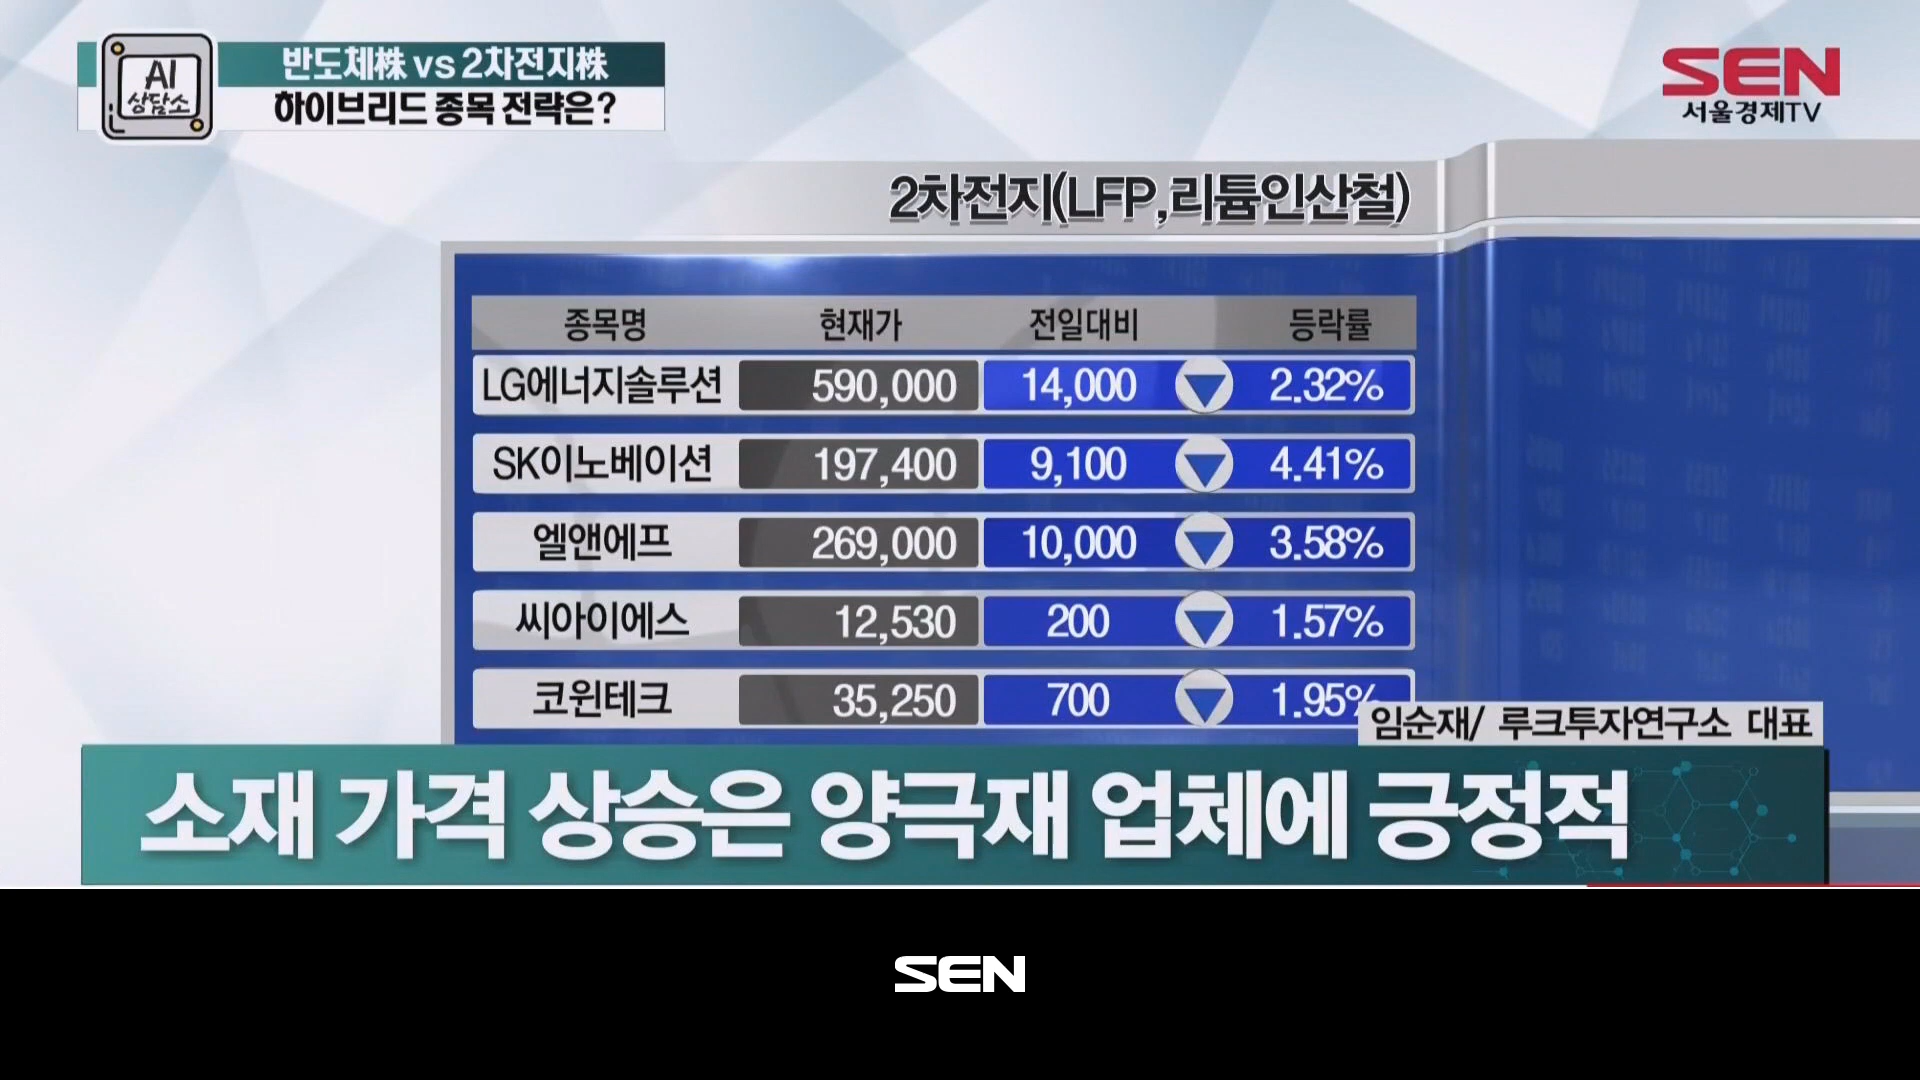 AI
상담소
반도체株 vs 2차전지株
하이브리드 종목 전략은?
SEN
서울경제TV
2차전지(LFP,리튬인산철)
종목명 현재가 전일대비 등락률
LG에너지솔루션 590,000 14,000 ▼ 2.32%
SK이노베이션 197,400 9,100 ▼ 4.41%
엘앤에프 269,000 10,000 ▼ 3.58%
씨아이에스 12,530 200 ▼ 1.57%
코윈테크 35,250 700 ▼ 1.95%
임순재/ 루크투자연구소 대표
소재 가격 상승은 양극재 업체에 긍정적
SEN